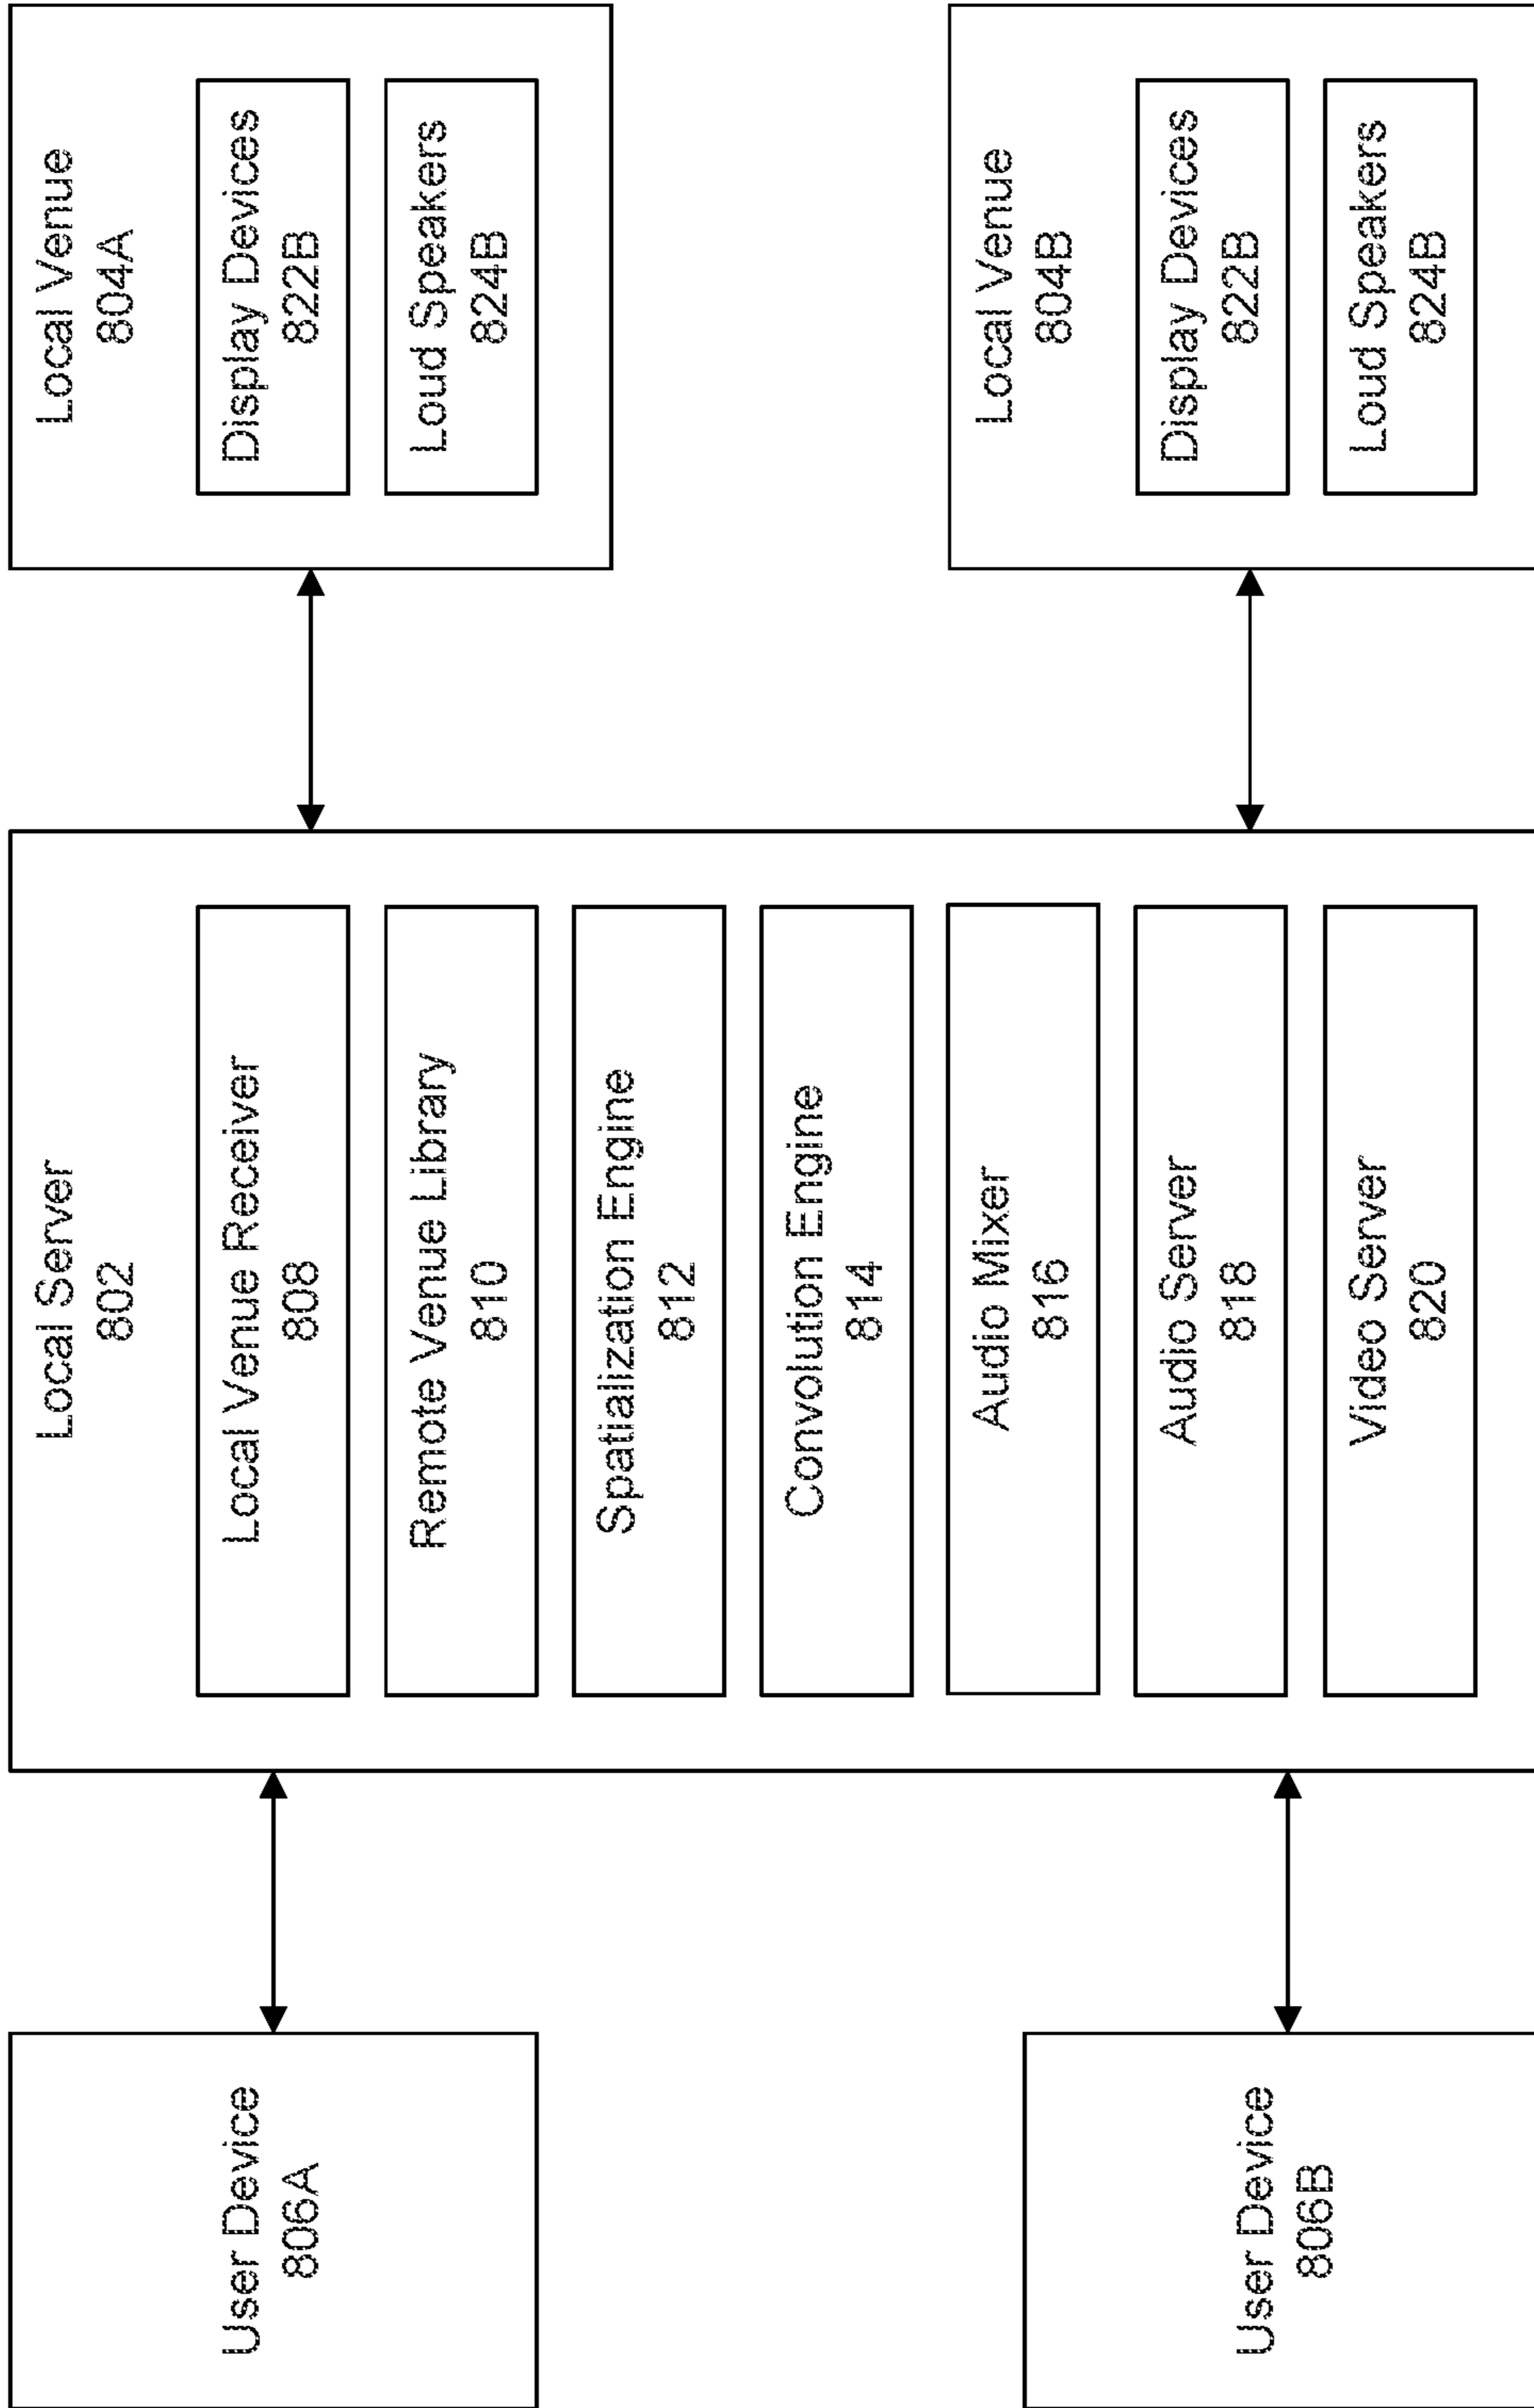 User Device
806A
User Device
806B
Local Server
802
Local Venue Receiver
808
Remote Venue Library
810
Spatialization Engine
812
Convolution Engine
814
Audio Mixer
816
Audio Server
818
Video Server
820
Local Venue
804A
Display Devices
822B
Loud Speakers
824B
Local Venue
804B
Display Devices
822B
Loud Speakers
824B